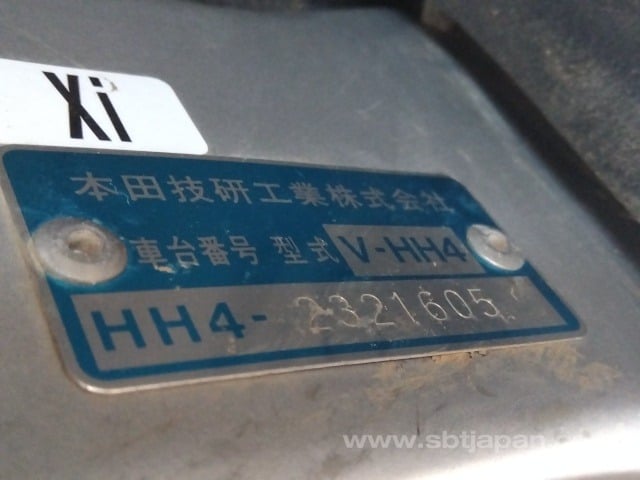 Xi
本田技研工業株式会社
車台番号 型式 V-HH4
HH4-2321605
www.sbtjapan.